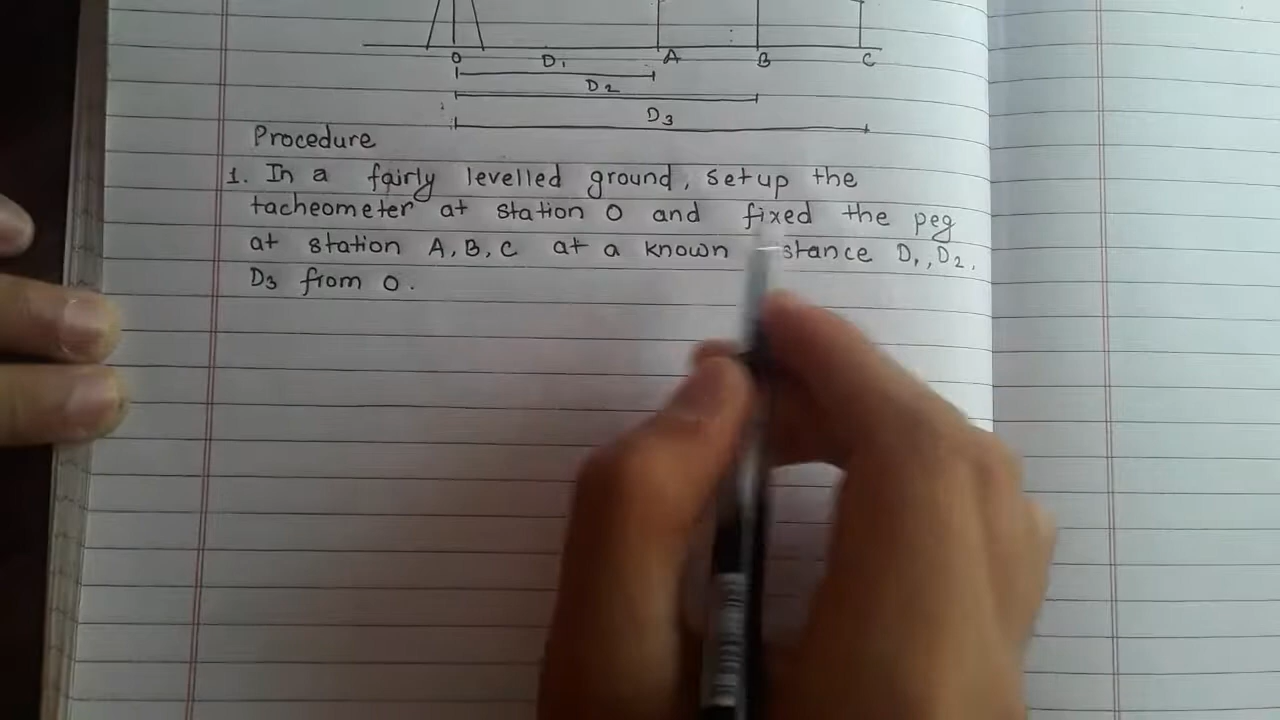 O D₁ A B C
D₂
D₃
Procedure
1. In a fairly levelled ground, setup the
tacheometer at station O and fixed the peg
at station A, B, C at a known stance D₁, D₂,
D₃ from O.